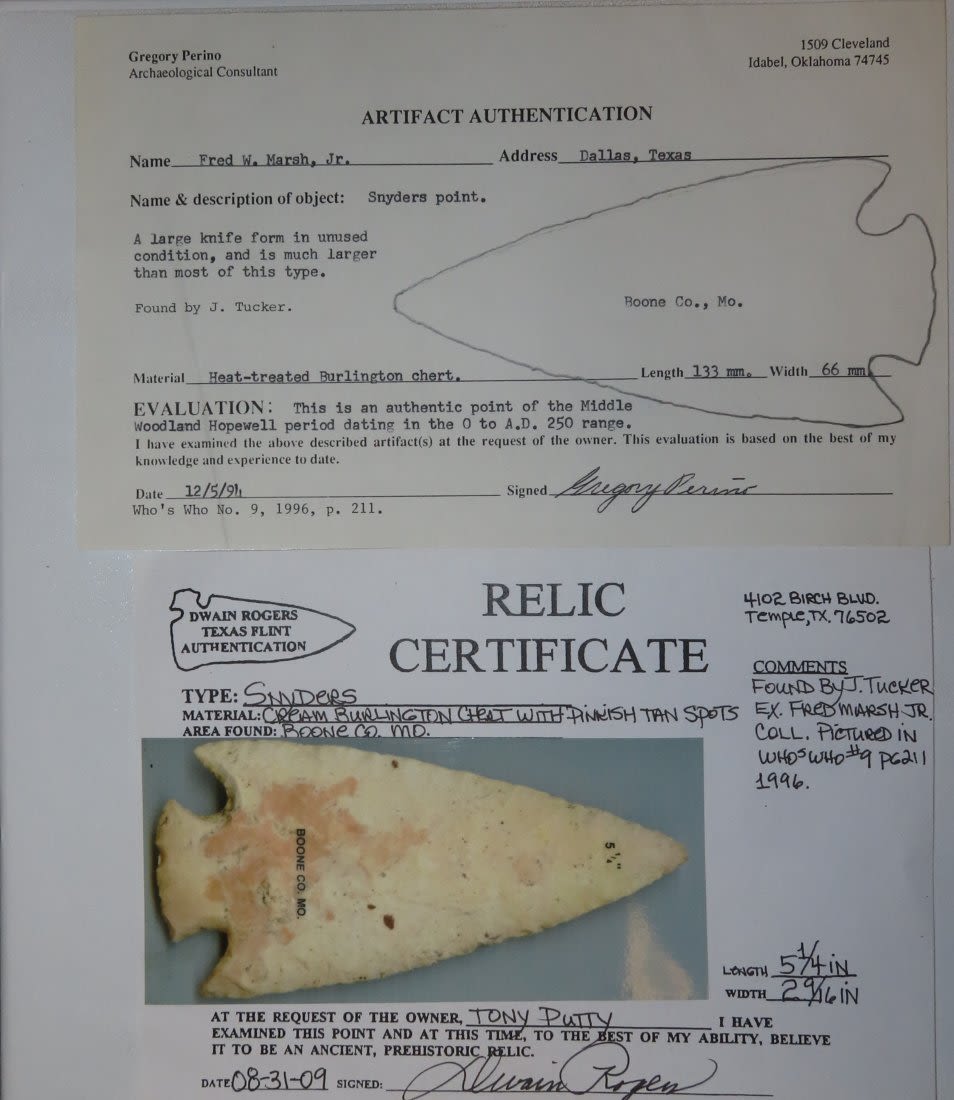 Gregory Perino
Archaeological Consultant
1509 Cleveland
Idabel, Oklahoma 74745
ARTIFACT AUTHENTICATION
Name Fred W. Marsh, Jr. Address Dallas, Texas
Name & description of object: Snyders point.
A large knife form in unused
condition, and is much larger
than most of this type.
Found by J. Tucker.
Boone Co., Mo.
Material Heat-treated Burlington chert. Length 133 mm. Width 66 mm
EVALUATION: This is an authentic point of the Middle
Woodland Hopewell period dating in the 0 to A.D. 250 range.
I have examined the above described artifact(s) at the request of the owner. This evaluation is based on the best of my
knowledge and experience to date.
Date 12/5/94 Signed Gregory Perino
Who's Who No. 9, 1996, p. 211.
DWAIN ROGERS
TEXAS FLINT
AUTHENTICATION
RELIC
CERTIFICATE
4102 BIRCH BLVD.
Temple, TX. 76502
TYPE: SNYDERS
MATERIAL: CREAM BURLINGTON CHERT WITH PINNISH TAN SPOTS
AREA FOUND: BOONE CO. MO.
COMMENTS
FOUND BY J. TUCKER
EX. FRED MARSH JR.
COLL. PICTURED IN
WHO'S WHO #9 PG 211
1996.
BOONE CO. MO.
5 1/4"
LENGTH 5 1/4 IN
WIDTH 2 9/16 IN
AT THE REQUEST OF THE OWNER, TONY PUTTY I HAVE
EXAMINED THIS POINT AND AT THIS TIME, TO THE BEST OF MY ABILITY, BELIEVE
IT TO BE AN ANCIENT, PREHISTORIC RELIC.
DATE 08-31-09 SIGNED: Dwain Rogers